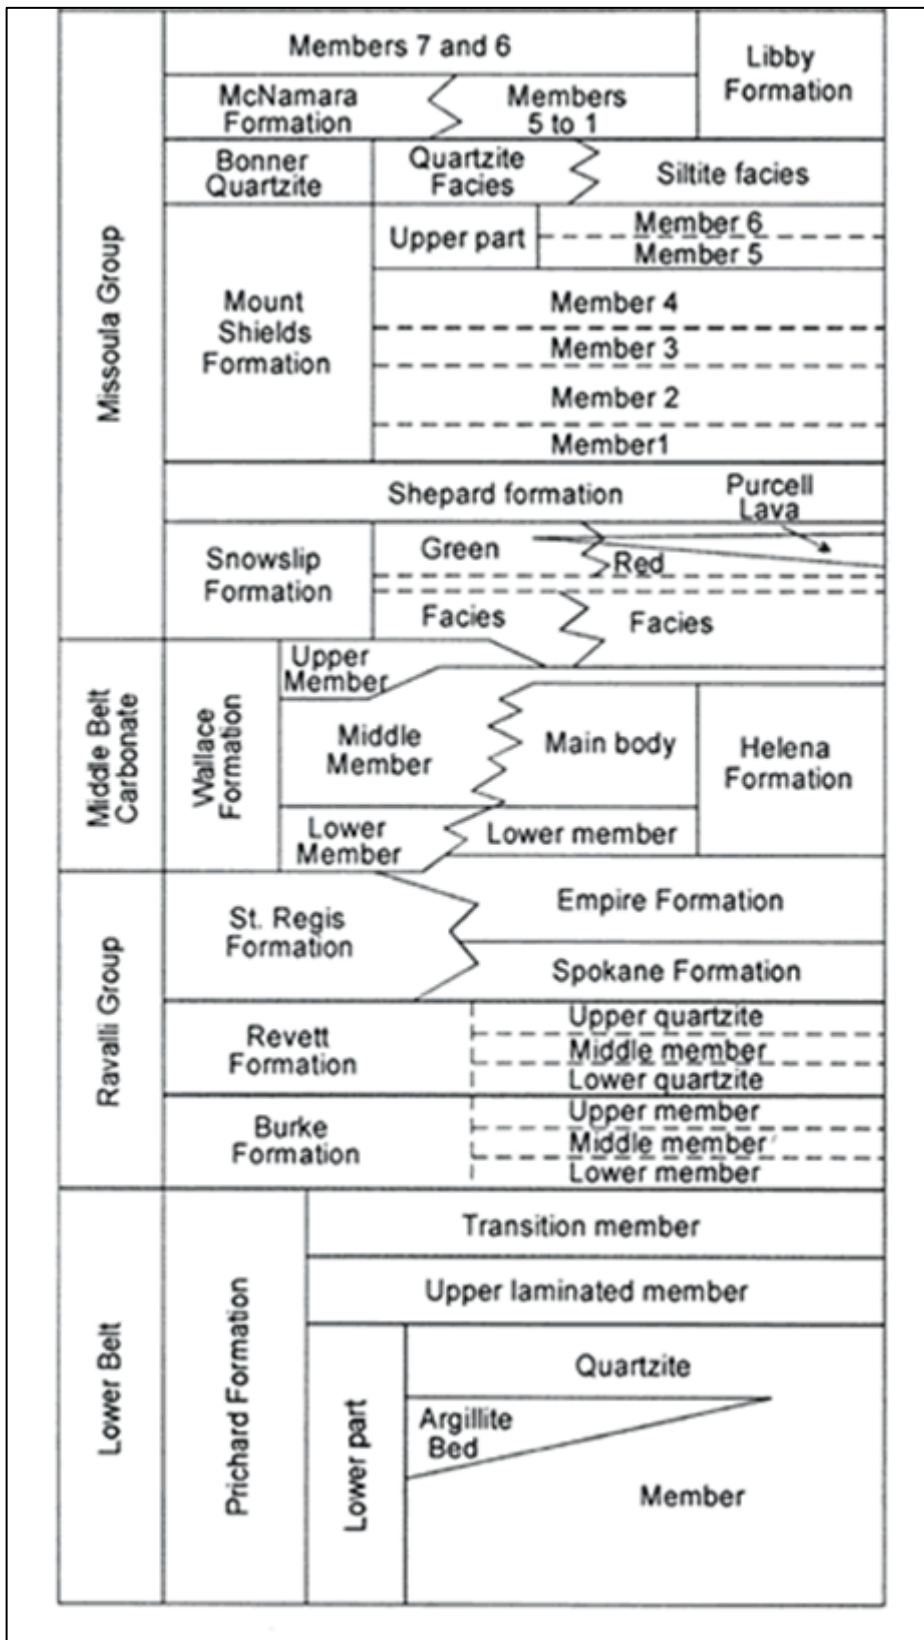 Members 7 and 6
Libby
Formation
McNamara
Formation
Members
5 to 1
Bonner
Quartzite
Quartzite
Facies
Siltite facies
Missoula Group
Mount
Shields
Formation
Upper part
Member 6
Member 5
Member 4
Member 3
Member 2
Member1
Shepard formation
Purcell
Lava
Snowslip
Formation
Green
Red
Facies
Facies
Middle Belt
Carbonate
Wallace
Formation
Upper
Member
Middle
Member
Main body
Helena
Formation
Lower
Member
Lower member
Ravalli Group
St. Regis
Formation
Empire Formation
Spokane Formation
Revett
Formation
Upper quartzite
Middle member
Lower quartzite
Burke
Formation
Upper member
Middle member
Lower member
Lower Belt
Prichard Formation
Transition member
Upper laminated member
Lower part
Quartzite
Argillite
Bed
Member